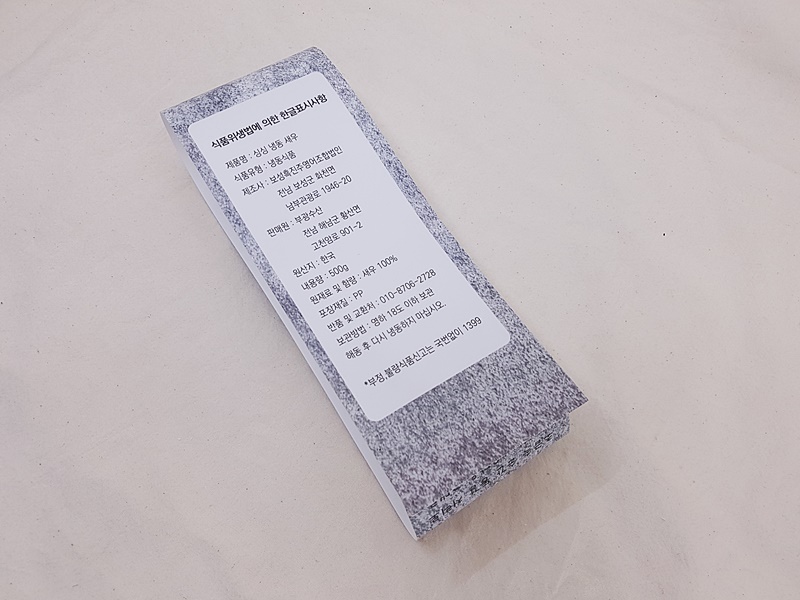 식품위생법에 의한 한글표시사항
제품명 : 싱싱 냉동 새우
식품유형 : 냉동식품
제조사 : 보성흑진주영어조합법인
전남 보성군 회천면
남부관광로 1946-20
판매원 : 부광수산
전남 해남군 황산면
고천암로 901-2
원산지 : 한국
내용량 : 500g
원재료 및 함량 : 새우 100%
포장재질 : PP
반품 및 교환처 : 010-8706-2728
보관방법 : 영하 18도 이하 보관
해동 후 다시 냉동하지 마십시오.
*부정,불량식품신고는 국번없이 1399